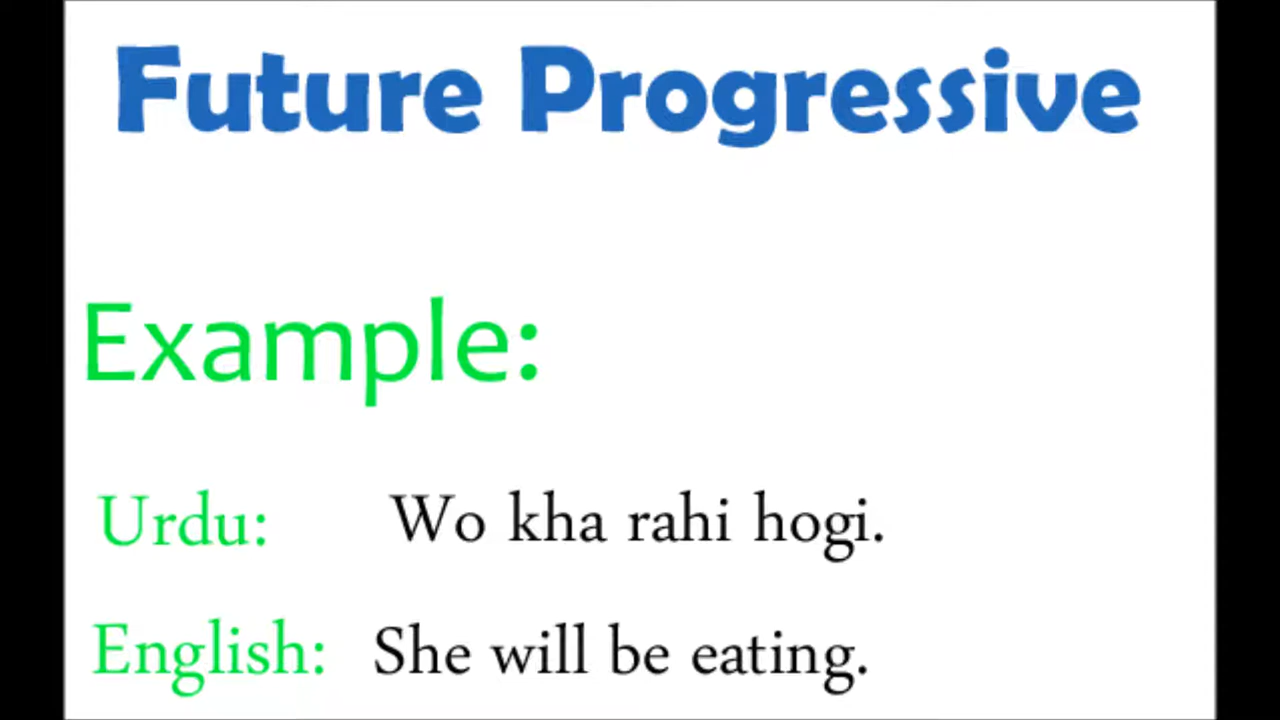 Future Progressive
Example:
Urdu: Wo kha rahi hogi.
English: She will be eating.